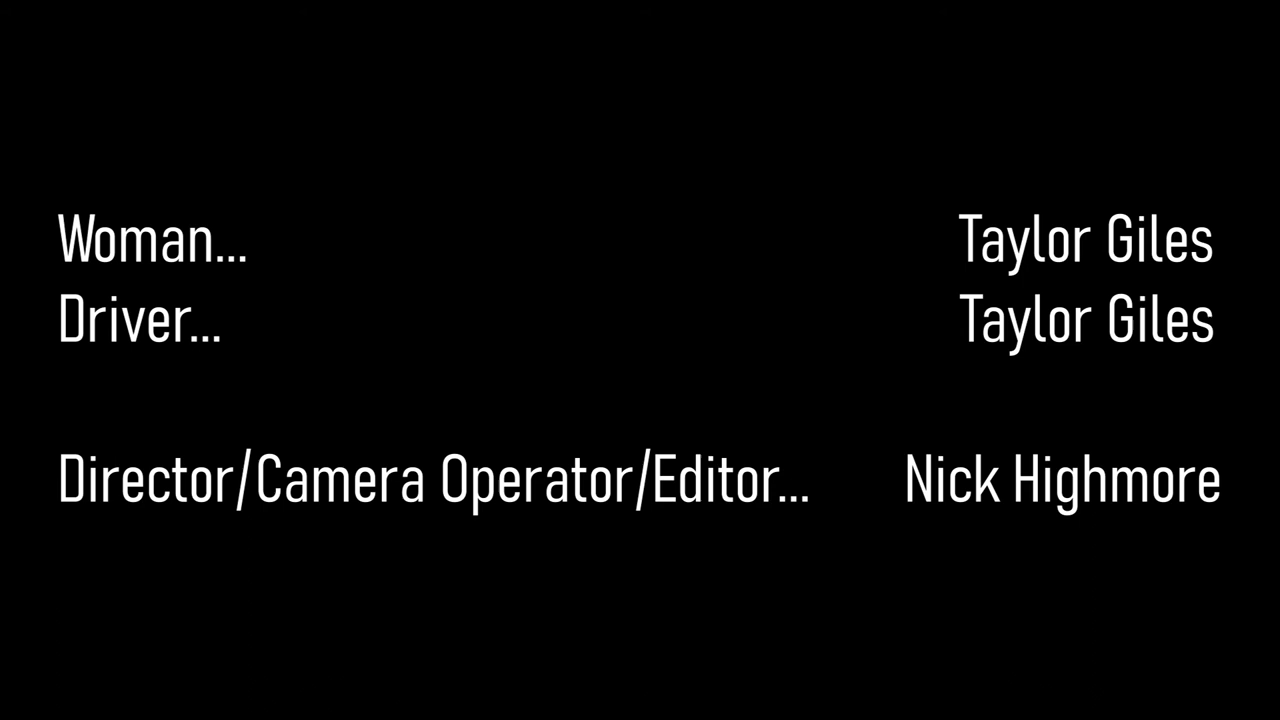 Woman... Taylor Giles
Driver... Taylor Giles
Director/Camera Operator/Editor... Nick Highmore